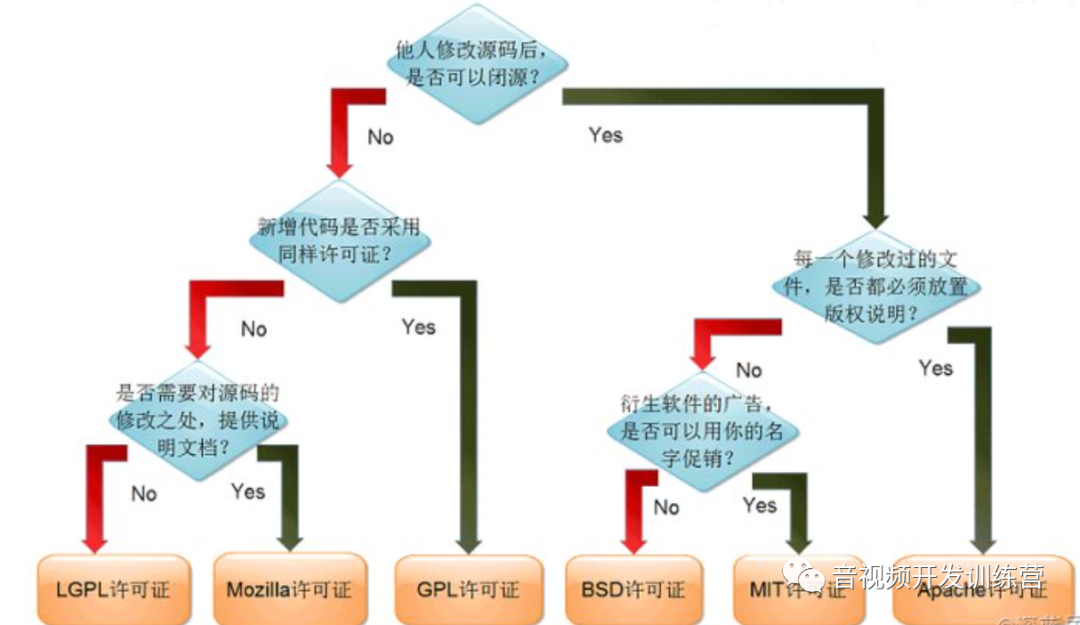 他人修改源码后，
是否可以闭源？
No
Yes
新增代码是否采用
同样许可证？
每一个修改过的文
件，是否都必须放置
版权说明？
No
Yes
No
Yes
是否需要对源码的
修改之处，提供说
明文档？
衍生软件的广告，
是否可以用你的名
字促销？
No
Yes
No
Yes
LGPL许可证
Mozilla许可证
GPL许可证
BSD许可证
MIT许可证
Apache许可证
音视频开发训练营